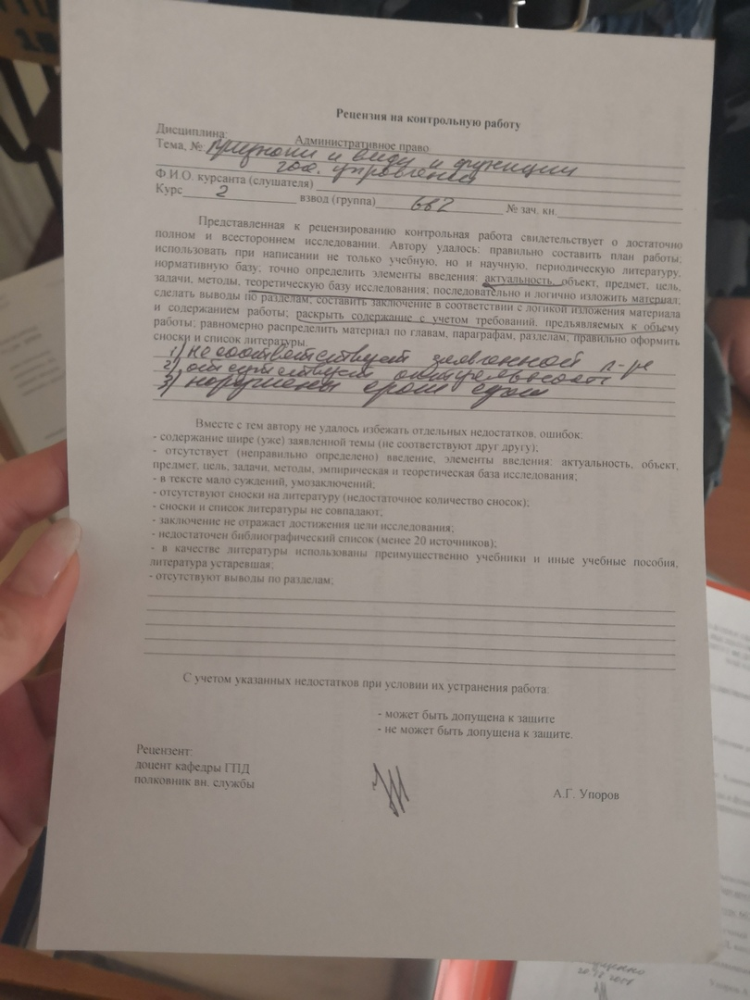 Рецензия на контрольную работу
Дисциплина: Административное право
Тема, № Признаки и виды и функции
гос. управления
Ф И О. курсанта (слушателя)
Курс 2 взвод (группа) 682 № зач. кн.
Представленная к рецензированию контрольная работа свидетельствует о достаточно
полном и всестороннем исследовании. Автору удалось: правильно составить план работы;
использовать при написании не только учебную, но и научную, периодическую литературу,
нормативную базу; точно определить элементы введения: актуальность, объект, предмет, цель,
задачи, методы, теоретическую базу исследования; последовательно и логично изложить материал;
сделать выводы по разделам; составить заключение в соответствии с логикой изложения материала
и содержанием работы; раскрыть содержание с учетом требований, предъявляемых к объему
работы; равномерно распределить материал по главам, параграфам, разделам; правильно оформить
сноски и список литературы.
1) не соответствует заявленной
2) отсутствует актуальность
3) нарушены сроки сдачи
Вместе с тем автору не удалось избежать отдельных недостатков, ошибок:
- содержание шире (уже) заявленной темы (не соответствуют друг другу);
- отсутствует (неправильно определено) введение, элементы введения: актуальность, объект,
предмет, цель, задачи, методы, эмпирическая и теоретическая база исследования;
- в тексте мало суждений, умозаключений;
- отсутствуют сноски на литературу (недостаточное количество сносок);
- сноски и список литературы не совпадают;
- заключение не отражает достижения цели исследования;
- недостаточен библиографический список (менее 20 источников);
- в качестве литературы использованы преимущественно учебники и иные учебные пособия,
литература устаревшая;
- отсутствуют выводы по разделам;
С учетом указанных недостатков при условии их устранения работа:
- может быть допущена к защите
- не может быть допущена к защите.
Рецензент:
доцент кафедры ГПД
полковник вн. службы А.Г. Упоров